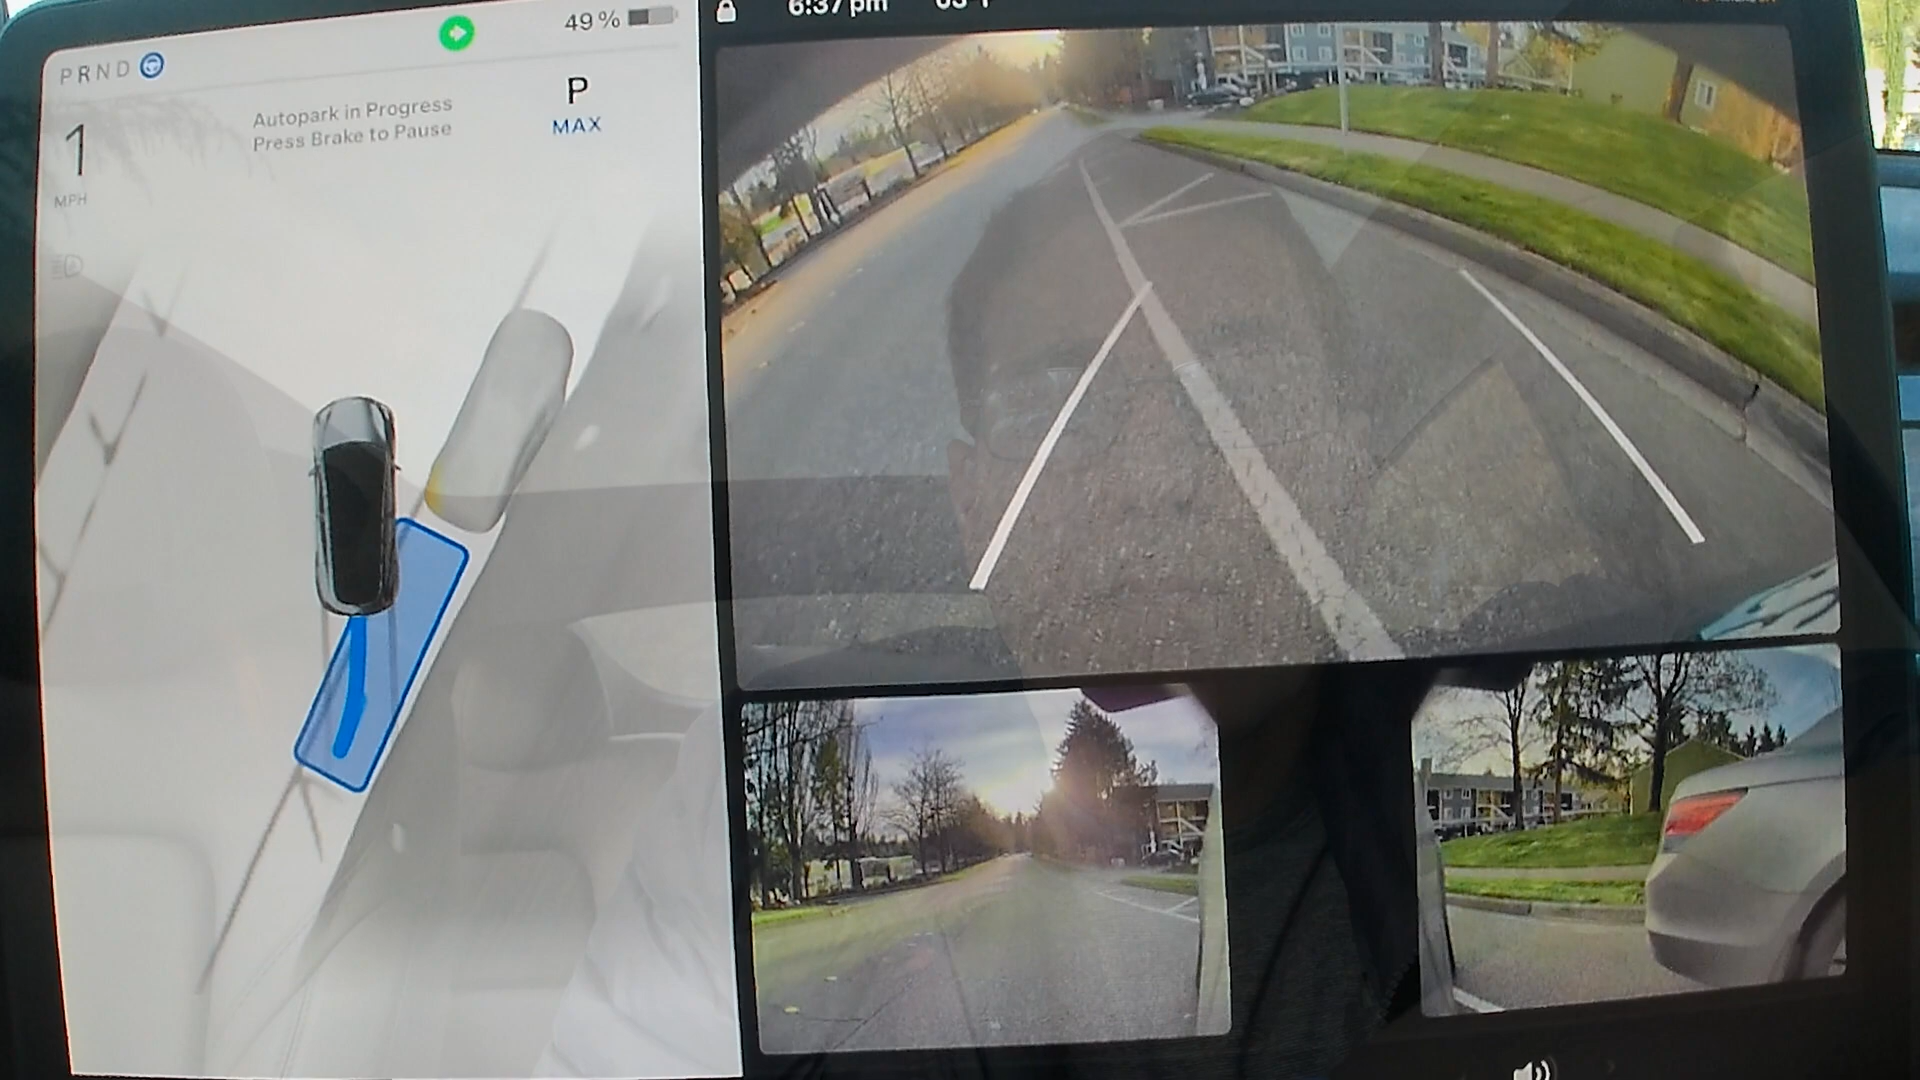 49%
6:37 pm
PRND
P
MAX
Autopark in Progress
Press Brake to Pause
1
MPH